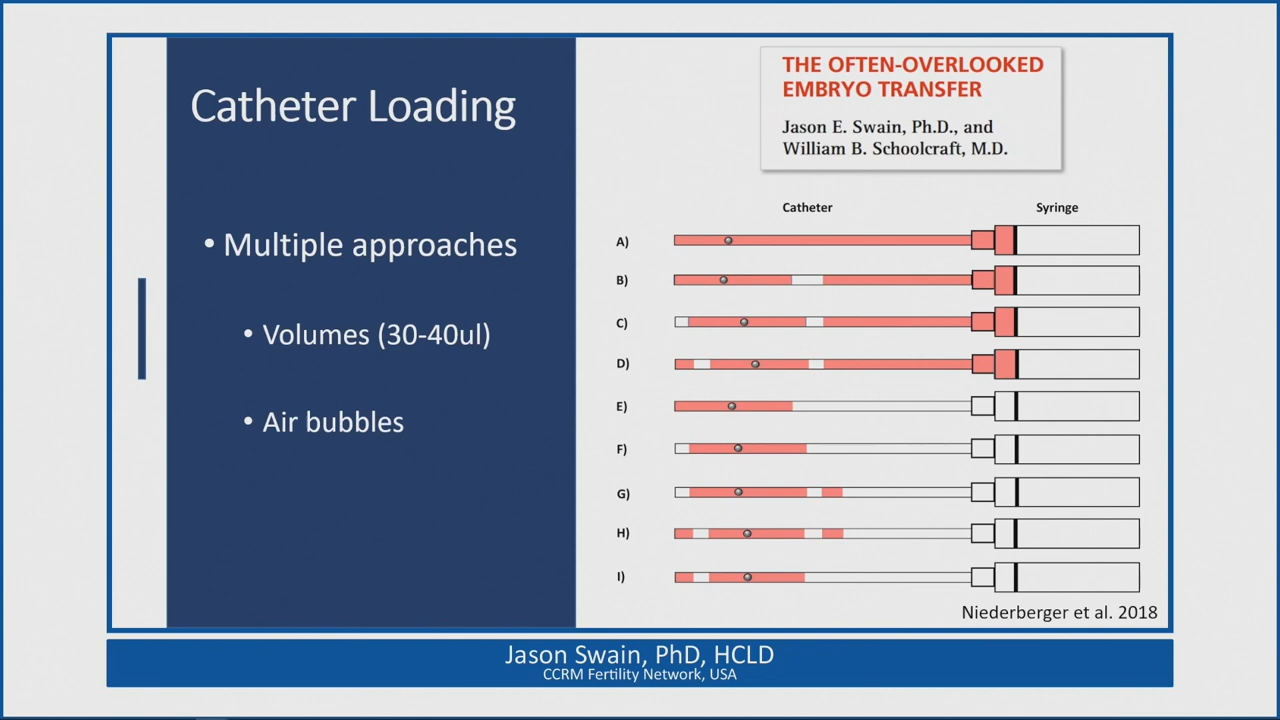 Catheter Loading
• Multiple approaches
• Volumes (30-40ul)
• Air bubbles
THE OFTEN-OVERLOOKED
EMBRYO TRANSFER
Jason E. Swain, Ph.D., and
William B. Schoolcraft, M.D.
Catheter
Syringe
A)
B)
C)
D)
E)
F)
G)
H)
I)
Niederberger et al. 2018
Jason Swain, PhD, HCLD
CCRM Fertility Network, USA